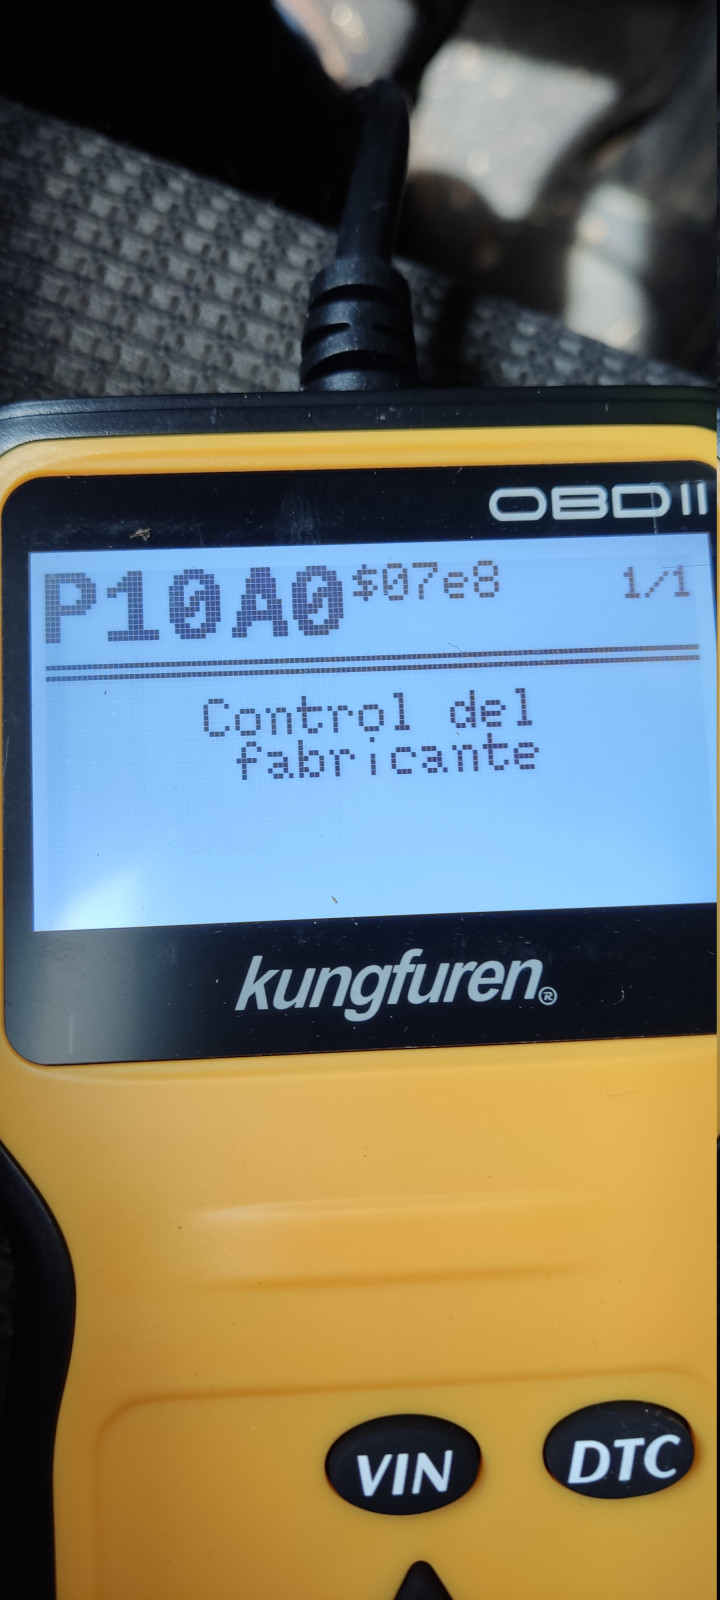 OBDII
P10A0 $07e8 1/1
Control del
fabricante
kungfuren®
VIN DTC